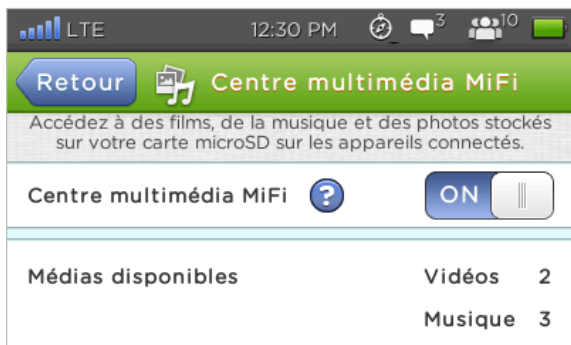 LTE 12:30 PM 3 10
Retour Centre multimédia MiFi
Accédez à des films, de la musique et des photos stockés
sur votre carte microSD sur les appareils connectés.
Centre multimédia MiFi ? ON
Médias disponibles Vidéos 2
Musique 3